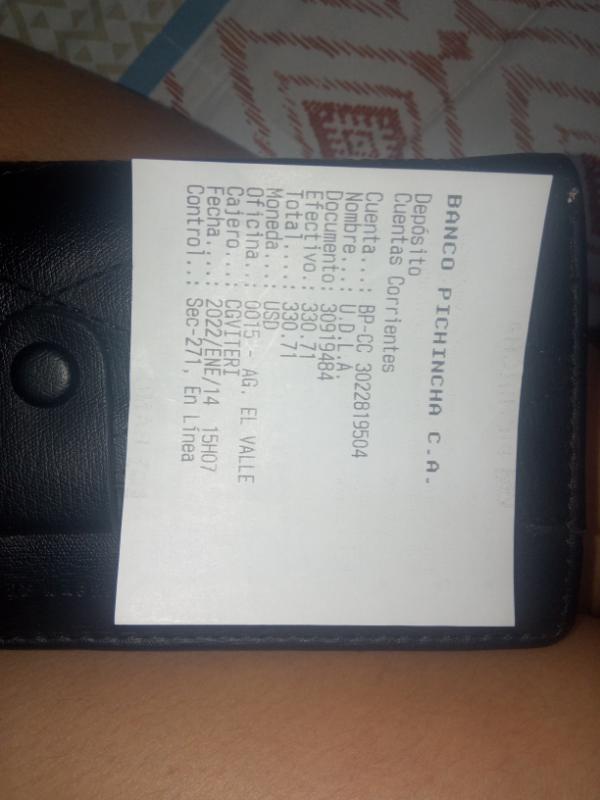 BANCO PICHINCHA C.A.
Depósito
Cuentas Corrientes
Cuenta...: BP-CC 3022819504
Nombre...: U.D.L.A.
Documento: 30919484
Efectivo.: 330.71
Total....: 330.71
Moneda...: USD
Oficina..: 0015 - AG. EL VALLE
Cajero...: CGVITERI
Fecha....: 2022/ENE/14 15H07
Control..: Sec-271, En Línea